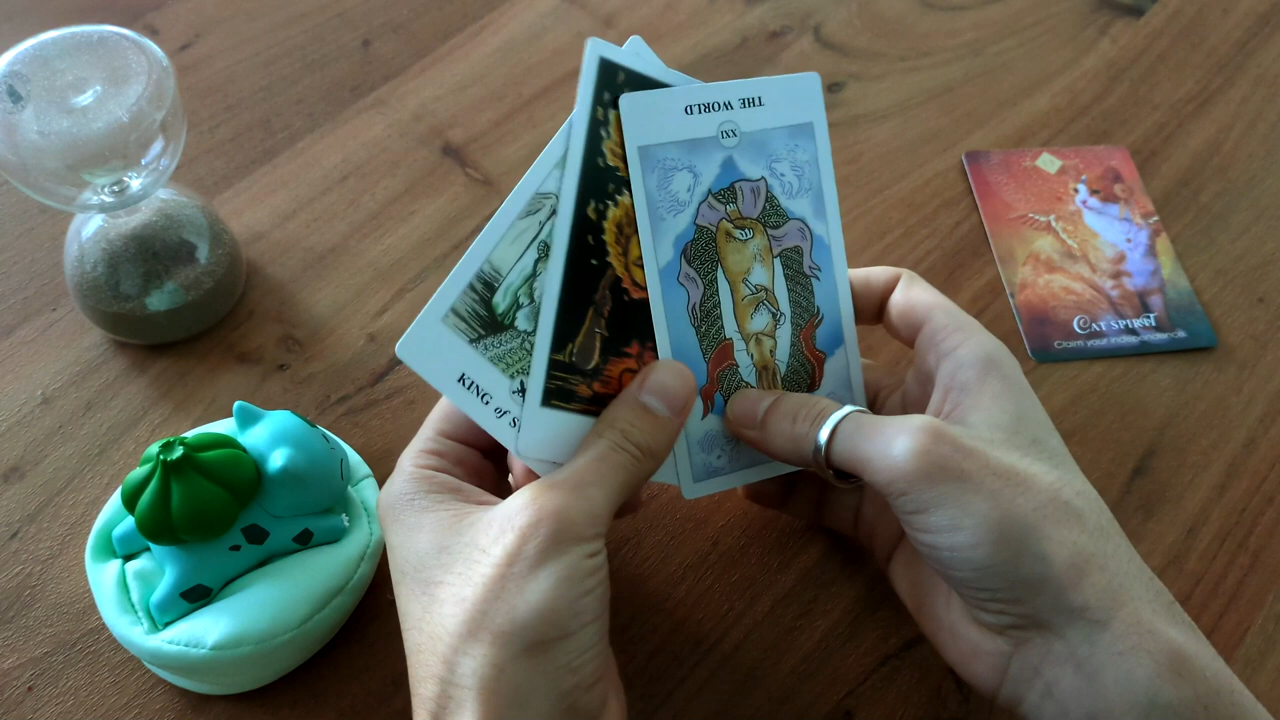 THE WORLD
XXI
KING of S
CAT SPIRIT
Claim your independence.